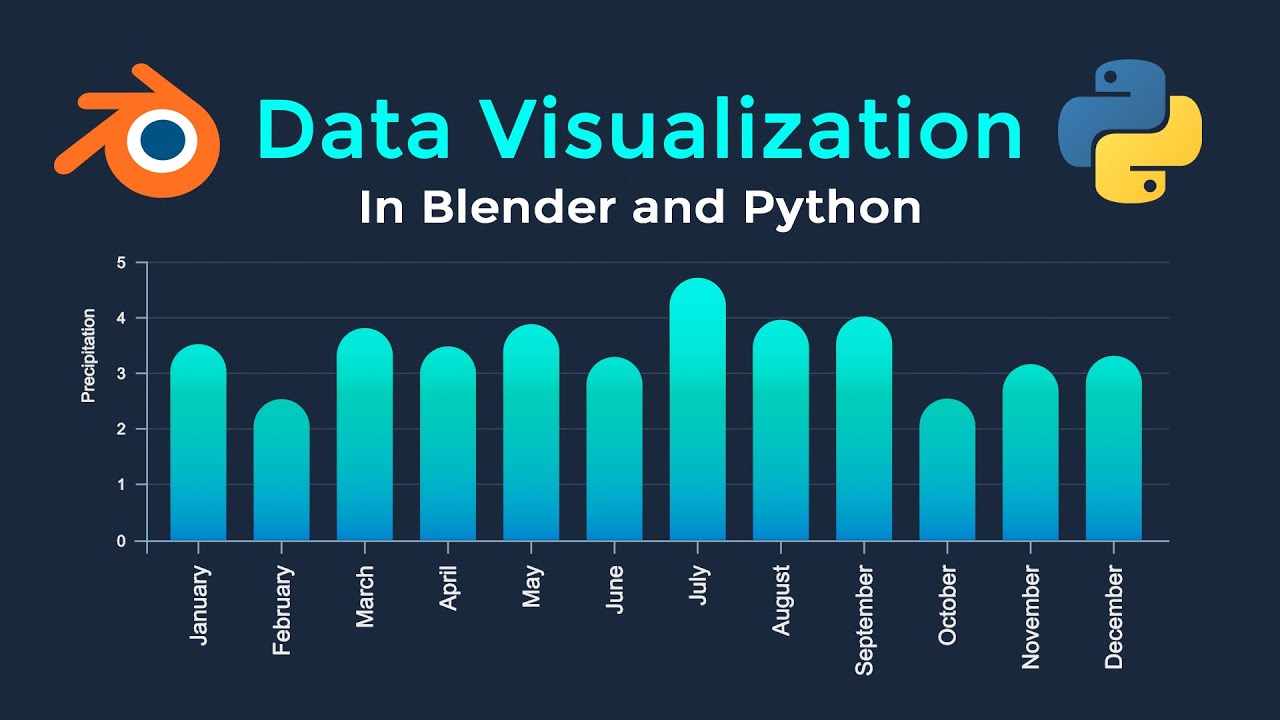 Data Visualization
In Blender and Python
Precipitation
5
4
3
2
1
0
January
February
March
April
May
June
July
August
September
October
November
December